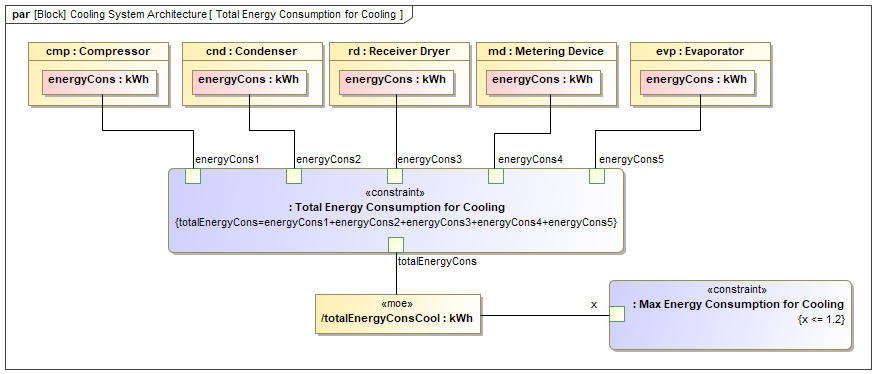 par [Block] Cooling System Architecture [ Total Energy Consumption for Cooling ]
cmp : Compressor
cnd : Condenser
rd : Receiver Dryer
md : Metering Device
evp : Evaporator
energyCons : kWh
energyCons : kWh
energyCons : kWh
energyCons : kWh
energyCons : kWh
energyCons1
energyCons2
energyCons3
energyCons4
energyCons5
«constraint»
: Total Energy Consumption for Cooling
{totalEnergyCons=energyCons1+energyCons2+energyCons3+energyCons4+energyCons5}
totalEnergyCons
«moe»
/totalEnergyConsCool : kWh
x
«constraint»
: Max Energy Consumption for Cooling
{x <= 1.2}